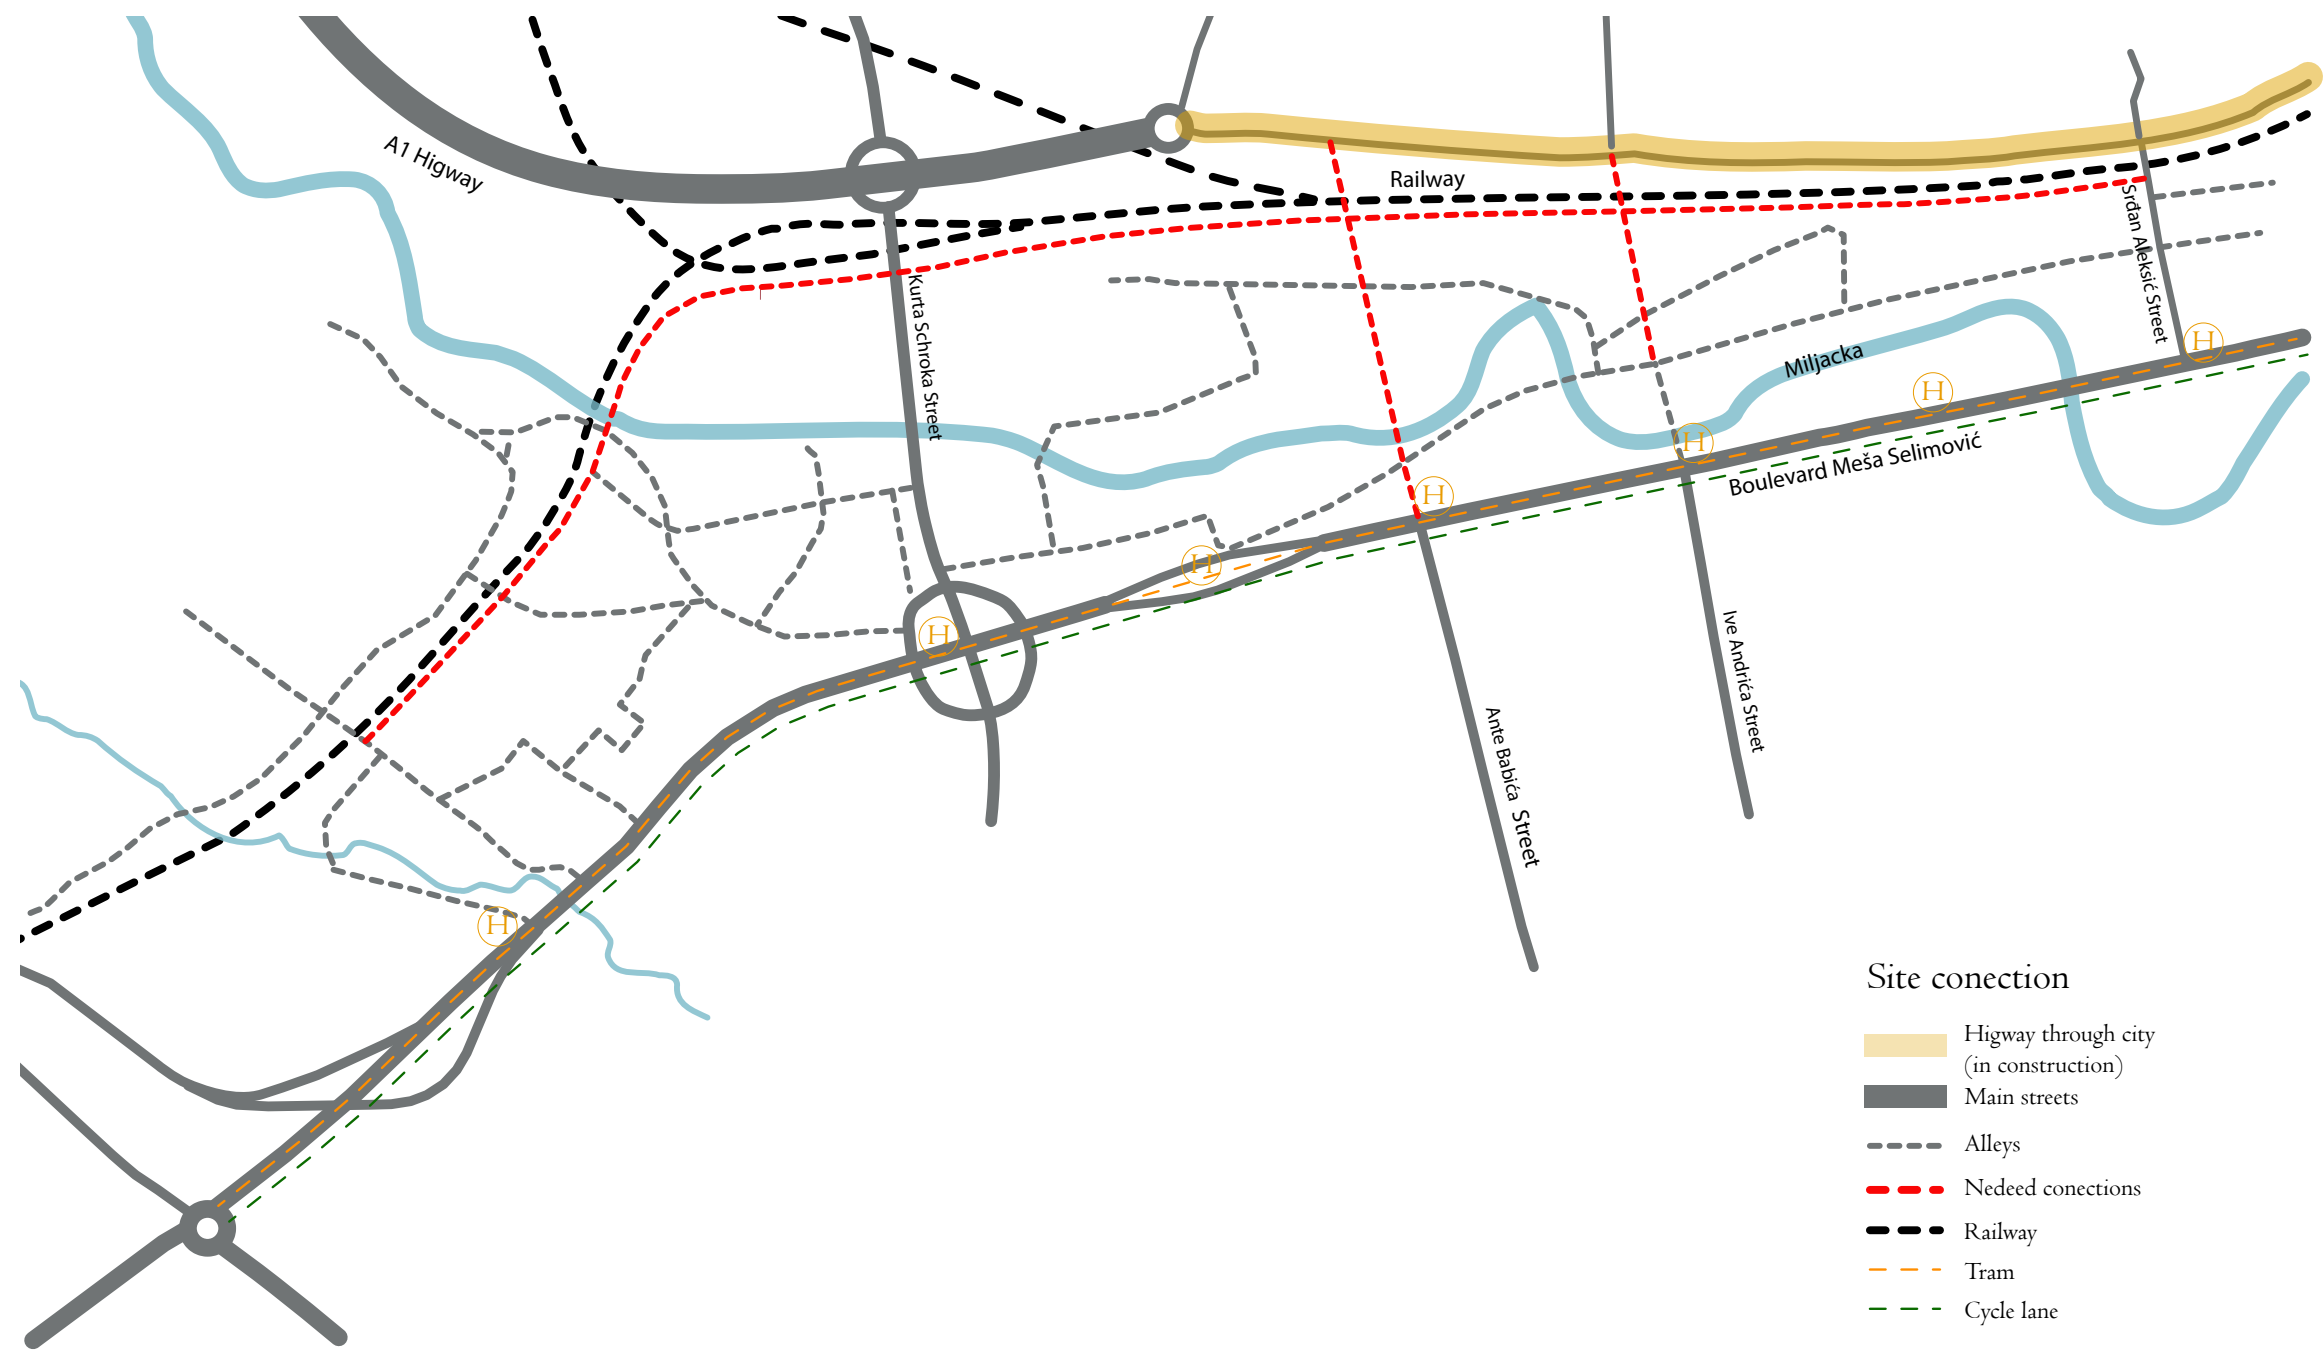 A1 Higway
Railway
Kurta Schroka Street
Srđan Aleksić Street
Miljacka
Boulevard Meša Selimović
Ive Andrića Street
Ante Babića Street
H
H
H
H
H
H
H
Site conection
Higway through city
(in construction)
Main streets
Alleys
Nedeed conections
Railway
Tram
Cycle lane